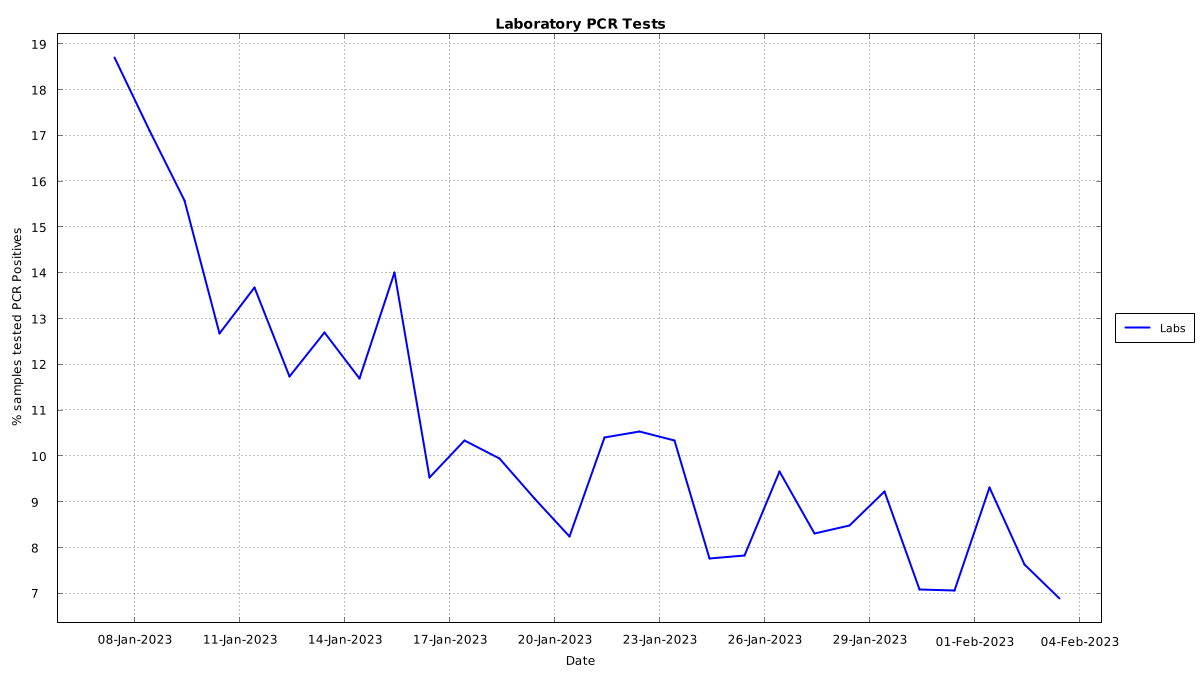 Laboratory PCR Tests
19
18
17
16
15
14
13
12
11
10
9
8
7
% samples tested PCR Positives
08-Jan-2023 11-Jan-2023 14-Jan-2023 17-Jan-2023 20-Jan-2023 23-Jan-2023 26-Jan-2023 29-Jan-2023 01-Feb-2023 04-Feb-2023
Date
Labs